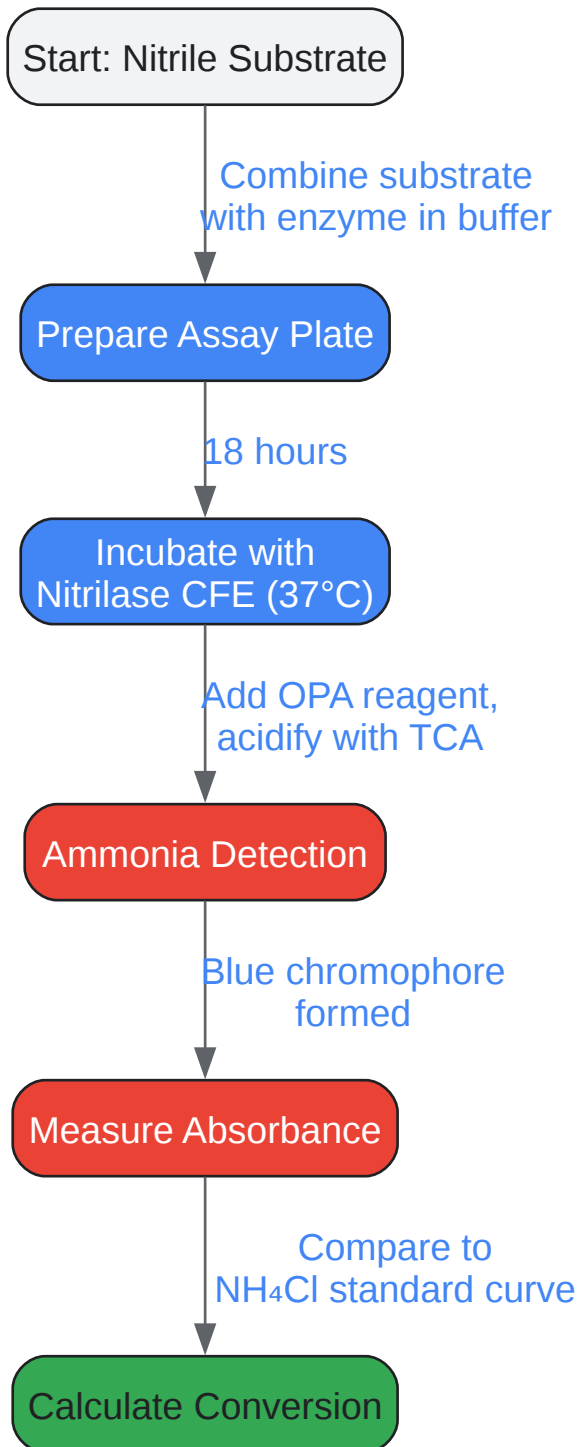 Start: Nitrile Substrate
Combine substrate
with enzyme in buffer
Prepare Assay Plate
18 hours
Incubate with
Nitrilase CFE (37°C)
Add OPA reagent,
acidify with TCA
Ammonia Detection
Blue chromophore
formed
Measure Absorbance
Compare to
NH₄Cl standard curve
Calculate Conversion